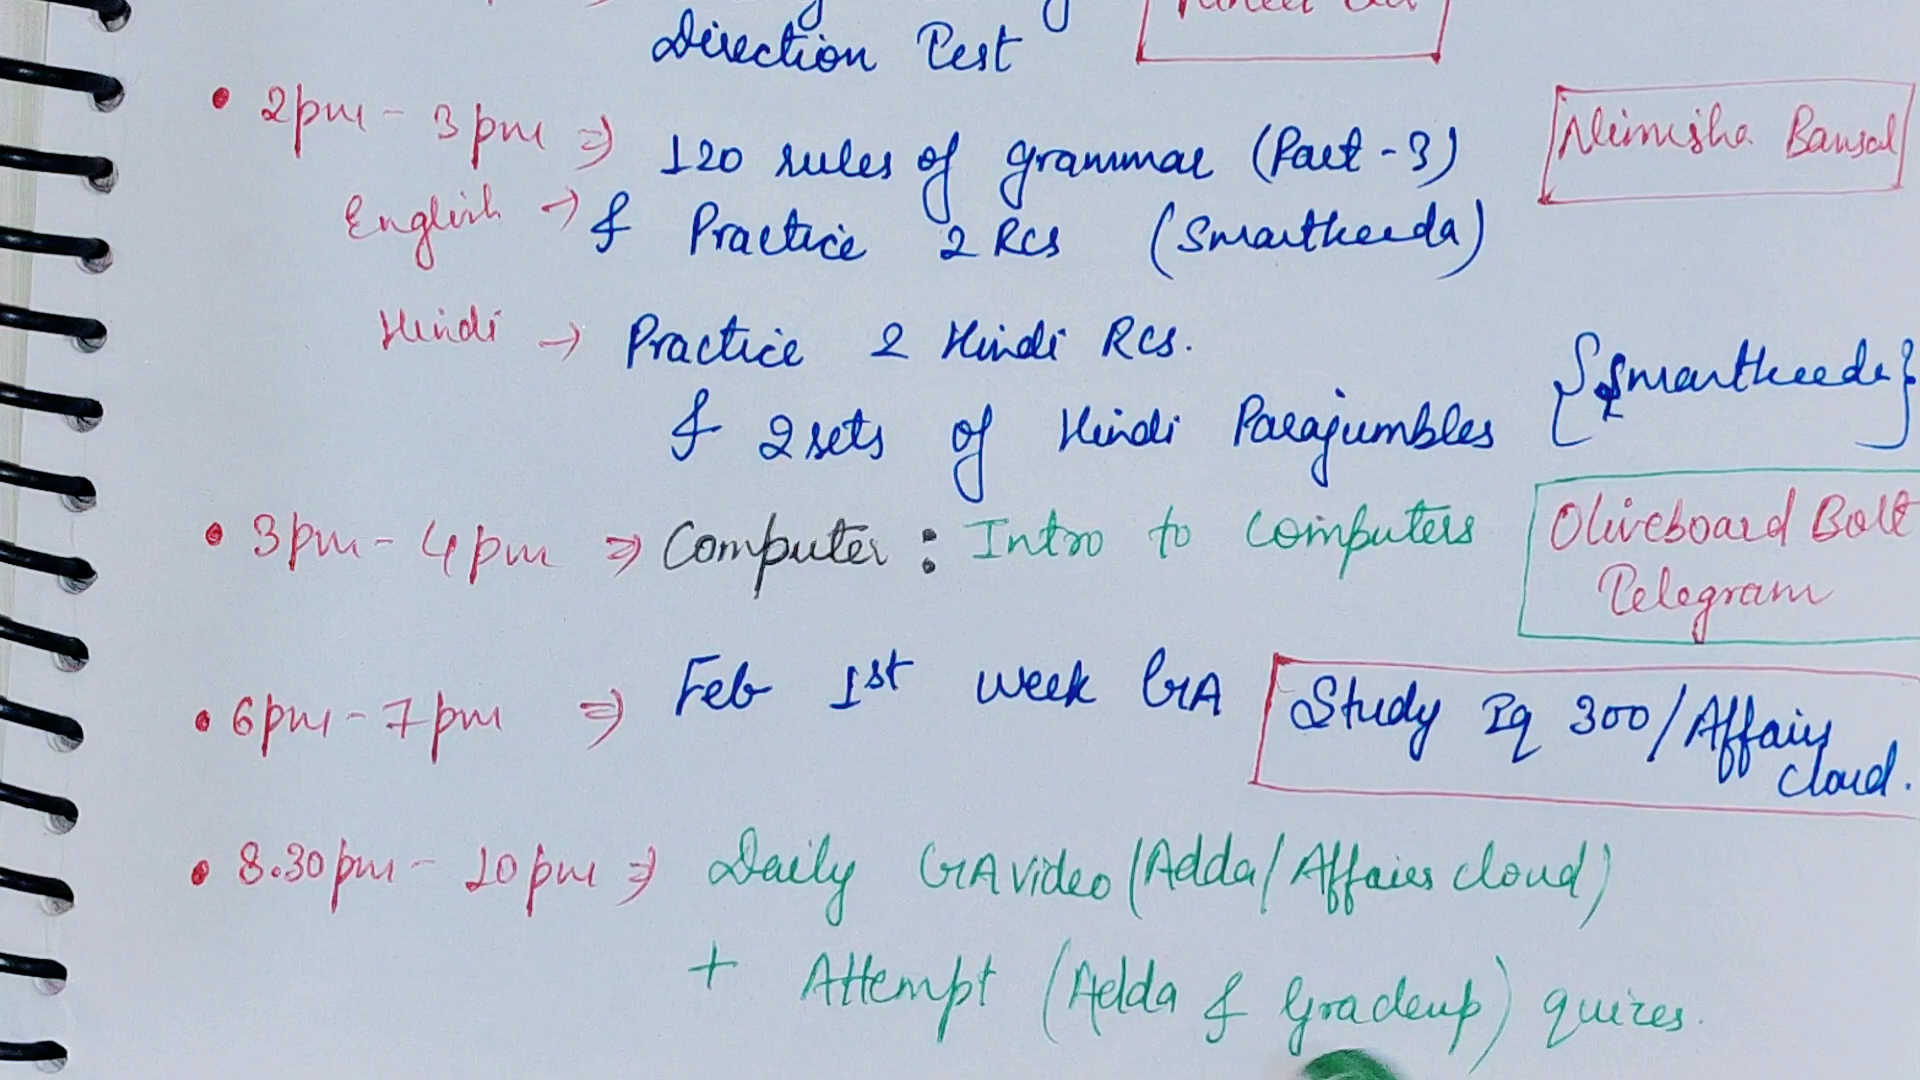 Direction Test
• 2pm - 3pm ⇒ 120 rules of grammar (Part-3) Nimisha Bansal
English → & Practice 2 Rcs (Smartkeeda)
Hindi → Practice 2 Hindi Rcs.
& 2 sets of Hindi Parajumbles {Smartkeeda}
• 3pm - 4pm ⇒ Computer : Intro to computers Oliveboard Bolt
Telegram
• 6pm - 7pm ⇒ Feb 1st week GA Study Iq 300/Affairs
cloud.
• 8.30pm - 10pm ⇒ Daily GA video (Adda/Affairs cloud)
+ Attempt (Adda & Gradeup) quizes.